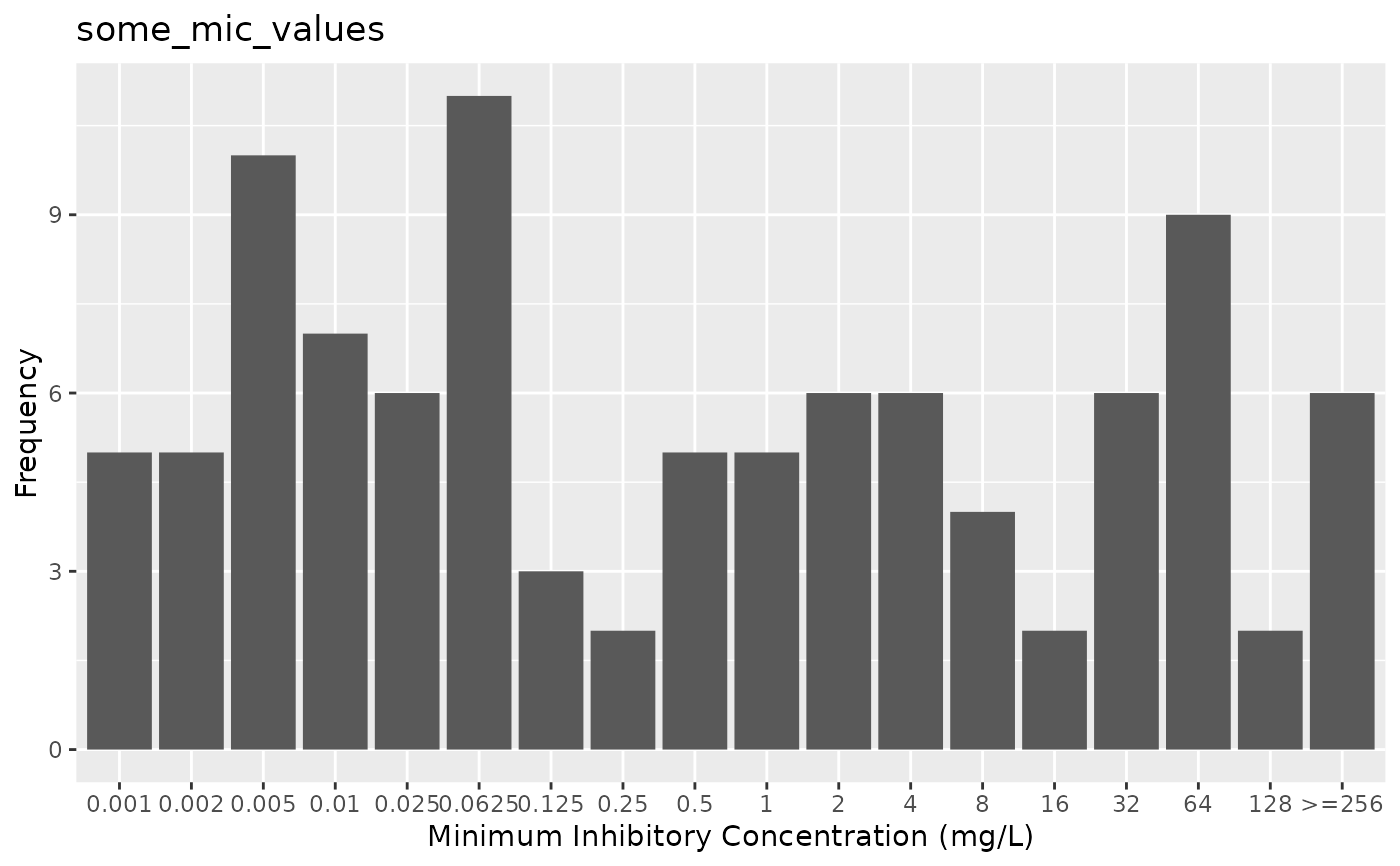 some_mic_values
Frequency
9
6
3
0
0.001 0.002 0.005 0.01 0.025 0.0625 0.125 0.25 0.5 1 2 4 8 16 32 64 128 >=256
Minimum Inhibitory Concentration (mg/L)